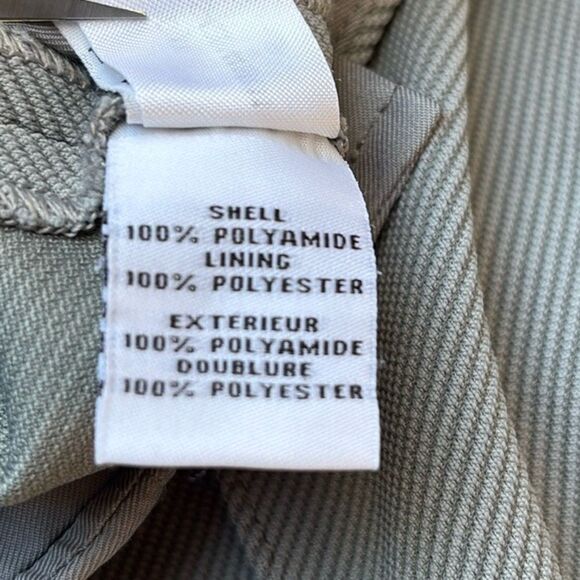 SHELL
100% POLYAMIDE
LINING
100% POLYESTER
EXTERIEUR
100% POLYAMIDE
DOUBLURE
100% POLYESTER